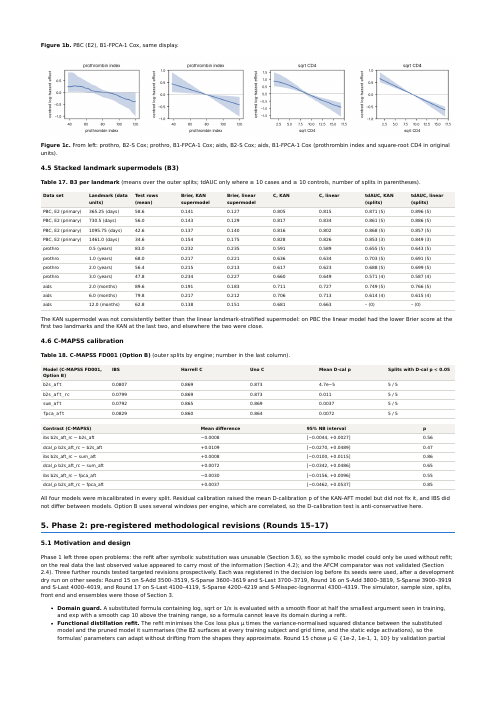 Figure 1b. PBC (E2), B1-FPCA-1 Cox, same display.
prothrombin index
prothrombin index
sqrt CD4
sqrt CD4
Figure 1c. From left: prothro, B2-S Cox; prothro, B1-FPCA-1 Cox; aids, B2-S Cox; aids, B1-FPCA-1 Cox (prothrombin index and square-root CD4 in original
units).
4.5 Stacked landmark supermodels (B3)
Table 17. B3 per landmark (means over the outer splits; tdAUC only where ≥ 10 cases and ≥ 10 controls, number of splits in parentheses).
Data set Landmark (data units) Test rows (mean) Brier, KAN supermodel Brier, linear supermodel C, KAN C, linear tdAUC, KAN (splits) tdAUC, linear (splits)
PBC, E2 (primary) 365.25 (days) 58.6 0.141 0.127 0.805 0.815 0.871 (5) 0.896 (5)
PBC, E2 (primary) 730.5 (days) 56.0 0.143 0.129 0.817 0.834 0.861 (5) 0.886 (5)
PBC, E2 (primary) 1095.75 (days) 42.6 0.137 0.140 0.816 0.802 0.868 (5) 0.857 (5)
PBC, E2 (primary) 1461.0 (days) 34.6 0.154 0.175 0.828 0.826 0.853 (3) 0.849 (3)
prothro 0.5 (years) 83.0 0.232 0.235 0.591 0.589 0.655 (5) 0.643 (5)
prothro 1.0 (years) 68.0 0.217 0.221 0.636 0.634 0.703 (5) 0.691 (5)
prothro 2.0 (years) 56.4 0.215 0.213 0.617 0.623 0.688 (5) 0.699 (5)
prothro 3.0 (years) 47.8 0.234 0.227 0.660 0.649 0.571 (4) 0.587 (4)
aids 2.0 (months) 89.6 0.191 0.183 0.711 0.727 0.749 (5) 0.766 (5)
aids 6.0 (months) 79.8 0.217 0.212 0.706 0.713 0.614 (4) 0.615 (4)
aids 12.0 (months) 62.8 0.138 0.151 0.681 0.663 – (0) – (0)
The KAN supermodel was not consistently better than the linear landmark-stratified supermodel: on PBC the linear model had the lower Brier score at the
first two landmarks and the KAN at the last two, and elsewhere the two were close.
4.6 C-MAPSS calibration
Table 18. C-MAPSS FD001 (Option B) (outer splits by engine; number in the last column).
Model (C-MAPSS FD001, Option B) IBS Harrell C Uno C Mean D-cal p Splits with D-cal p < 0.05
b2s_aft 0.0807 0.869 0.873 4.7e−5 5 / 5
b2s_aft_rc 0.0799 0.869 0.873 0.011 5 / 5
sum_aft 0.0792 0.865 0.869 0.0037 5 / 5
fpca_aft 0.0829 0.860 0.864 0.0072 5 / 5
Contrast (C-MAPSS) Mean difference 95% NB interval p
ibs b2s_aft_rc − b2s_aft −0.0008 [−0.0044, +0.0027] 0.56
dcal_p b2s_aft_rc − b2s_aft +0.0109 [−0.0270, +0.0489] 0.47
ibs b2s_aft_rc − sum_aft +0.0008 [−0.0100, +0.0115] 0.86
dcal_p b2s_aft_rc − sum_aft +0.0072 [−0.0342, +0.0486] 0.65
ibs b2s_aft_rc − fpca_aft −0.0030 [−0.0156, +0.0096] 0.55
dcal_p b2s_aft_rc − fpca_aft +0.0037 [−0.0462, +0.0537] 0.85
All four models were miscalibrated in every split. Residual calibration raised the mean D-calibration p of the KAN-AFT model but did not fix it, and IBS did
not differ between models. Option B uses several windows per engine, which are correlated, so the D-calibration test is anti-conservative here.
5. Phase 2: pre-registered methodological revisions (Rounds 15–17)
5.1 Motivation and design
Phase 1 left three open problems: the refit after symbolic substitution was unusable (Section 3.6), so the symbolic model could only be used without refit;
on the real data the last observed value appeared to carry most of the information (Section 4.2); and the AFCPM comparator was not validated (Section
2.4). Three further rounds tested prospectively. Each was registered in the decision log before its seeds were used, after a development
dry run on other seeds: Round 15 on S-Add 3500–3519, S-Sparse 3600–3619 and S-Last 3700–3719, Round 16 on S-Add 3800–3819, S-Sparse 3900–3919
and S-Last 4000–4019, and Round 17 on S-Last 4100–4119, S-Sparse 4200–4219 and S-Misspec-lognormal 4300–4319. The simulator, sample size, splits,
front end and ensembles were those of Section 3.
• Domain guard. A substituted formula containing log, sqrt or 1/x is evaluated with a smooth floor at half the smallest argument seen in training,
and exp with a smooth cap 10 above the training range, so a formula cannot leave its domain during a refit.
• Functional distillation refit. The refit minimises the Cox loss plus μ times the variance-normalised squared distance between the substituted
model and the pruned model it summarises (the B2 surfaces at every training subject and grid time, and the static edge activations), so the
formulas' parameters can adapt without drifting from the shapes they approximate. Round 15 chose μ ∈ {1e-2, 1e-1, 1, 10} by validation partial